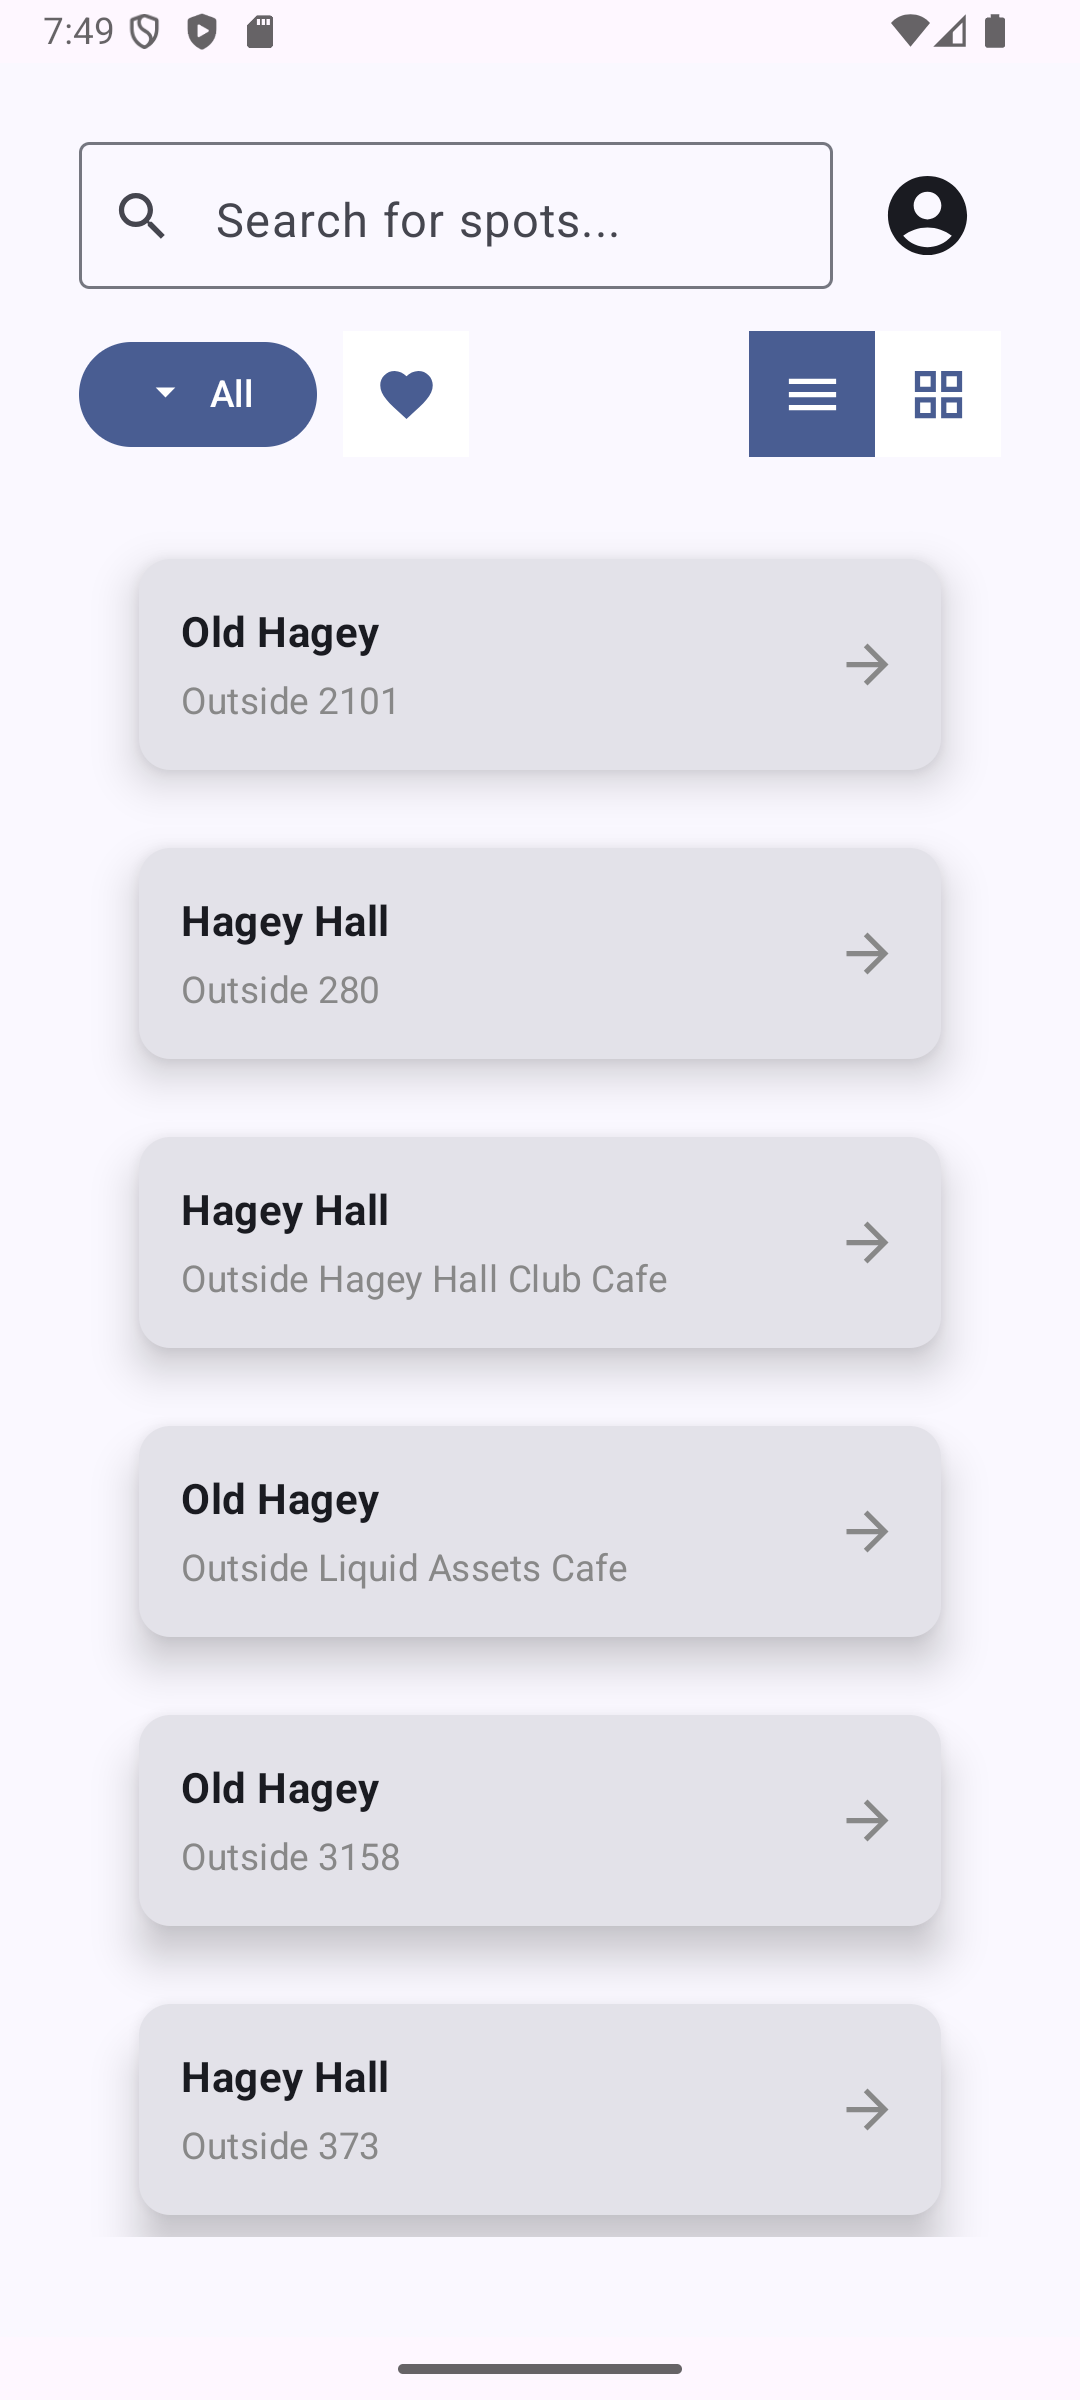 7:49
Search for spots...
All
Old Hagey
Outside 2101
Hagey Hall
Outside 280
Hagey Hall
Outside Hagey Hall Club Cafe
Old Hagey
Outside Liquid Assets Cafe
Old Hagey
Outside 3158
Hagey Hall
Outside 373